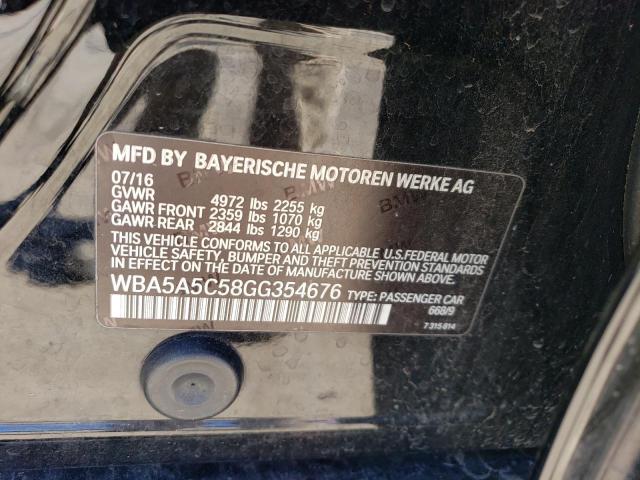 MFD BY BAYERISCHE MOTOREN WERKE AG
07/16
GVWR 4972 lbs 2255 kg
GAWR FRONT 2359 lbs 1070 kg
GAWR REAR 2844 lbs 1290 kg
THIS VEHICLE CONFORMS TO ALL APPLICABLE U.S.FEDERAL MOTOR
VEHICLE SAFETY, BUMPER AND THEFT PREVENTION STANDARDS
IN EFFECT ON THE DATE OF MANUFACTURE SHOWN ABOVE.
WBA5A5C58GG354676 TYPE: PASSENGER CAR
668/9
7 315 814